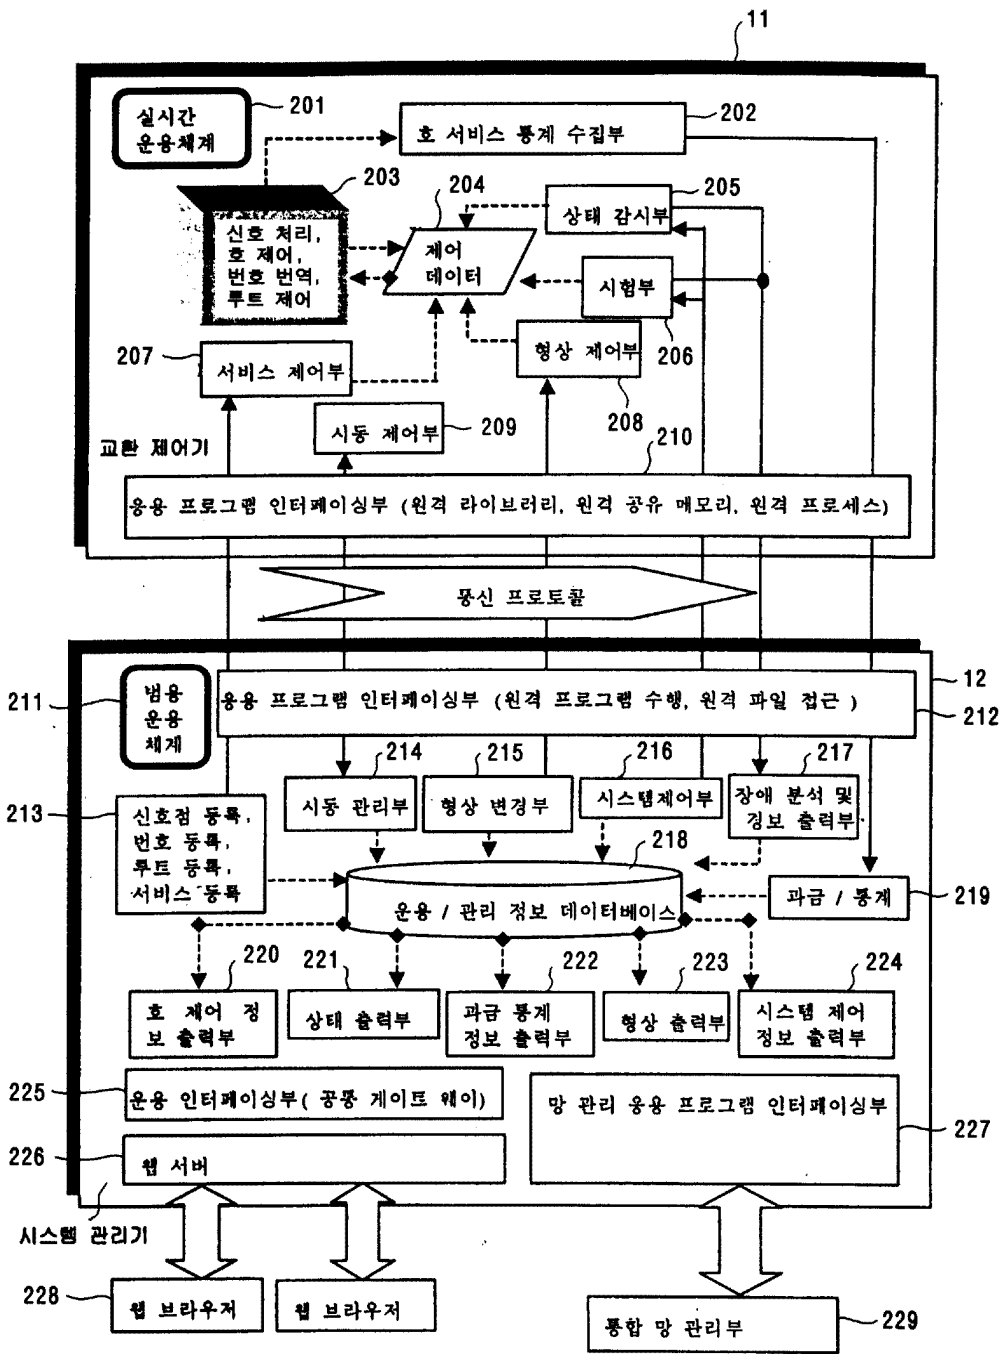 11
실시간
운용체계
201
호 서비스 통계 수집부
202
203
신호 처리,
호 제어,
번호 번역,
루트 제어
204
제어
데이터
205
상태 감시부
시험부
206
207
서비스 제어부
형상 제어부
208
시동 제어부
209
교환 제어기
210
응용 프로그램 인터페이싱부 (원격 라이브러리, 원격 공유 메모리, 원격 프로세스)
통신 프로토콜
211
범용
운용
체계
응용 프로그램 인터페이싱부 (원격 프로그램 수행, 원격 파일 접근 )
12
212
213
신호점 등록,
번호 등록,
루트 등록,
서비스 등록
214
시동 관리부
215
형상 변경부
216
시스템제어부
217
장애 분석 및
경보 출력부
218
운용 / 관리 정보 데이터베이스
과금 / 통계
219
220
호 제어 정
보 출력부
221
상태 출력부
222
과금 통계
정보 출력부
223
형상 출력부
224
시스템 제어
정보 출력부
225
운용 인터페이싱부( 공통 게이트 웨이)
망 관리 응용 프로그램 인터페이싱부
227
226
웹 서버
시스템 관리기
228
웹 브라우저
웹 브라우저
통합 망 관리부
229